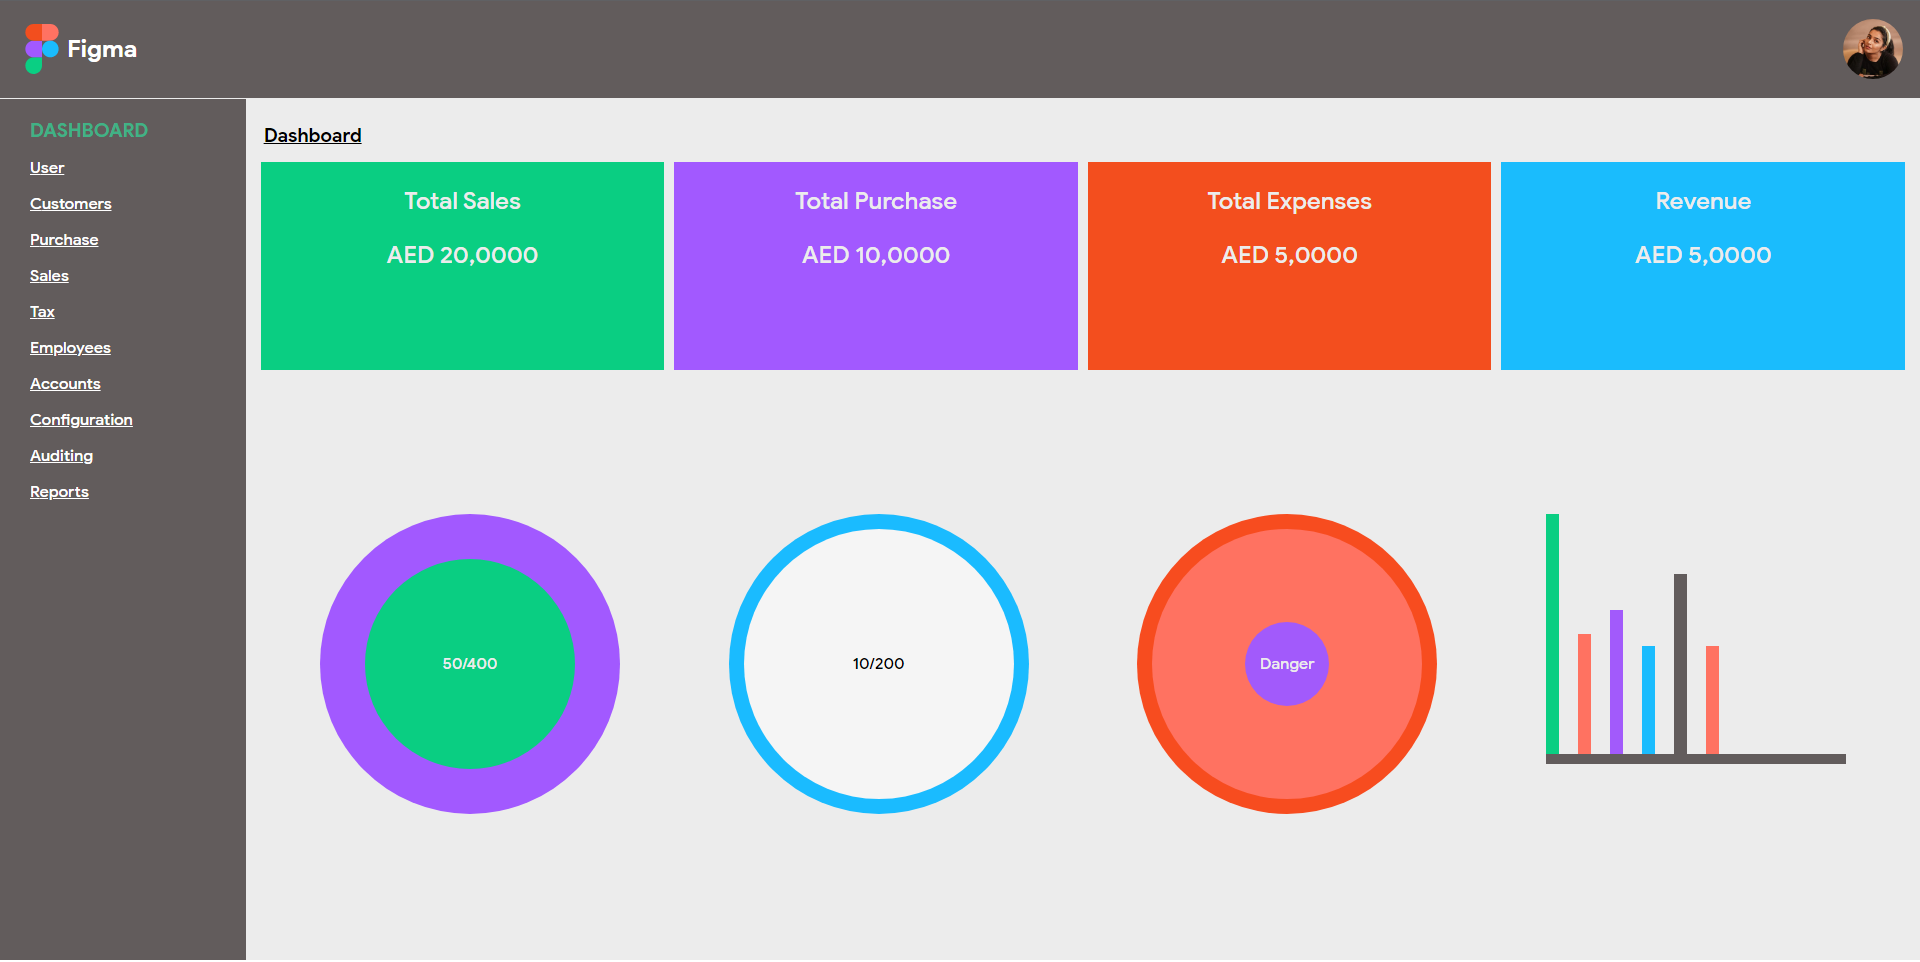 Figma
DASHBOARD
User
Customers
Purchase
Sales
Tax
Employees
Accounts
Configuration
Auditing
Reports
Dashboard
Total Sales
AED 20,0000
Total Purchase
AED 10,0000
Total Expenses
AED 5,0000
Revenue
AED 5,0000
50/400
10/200
Danger